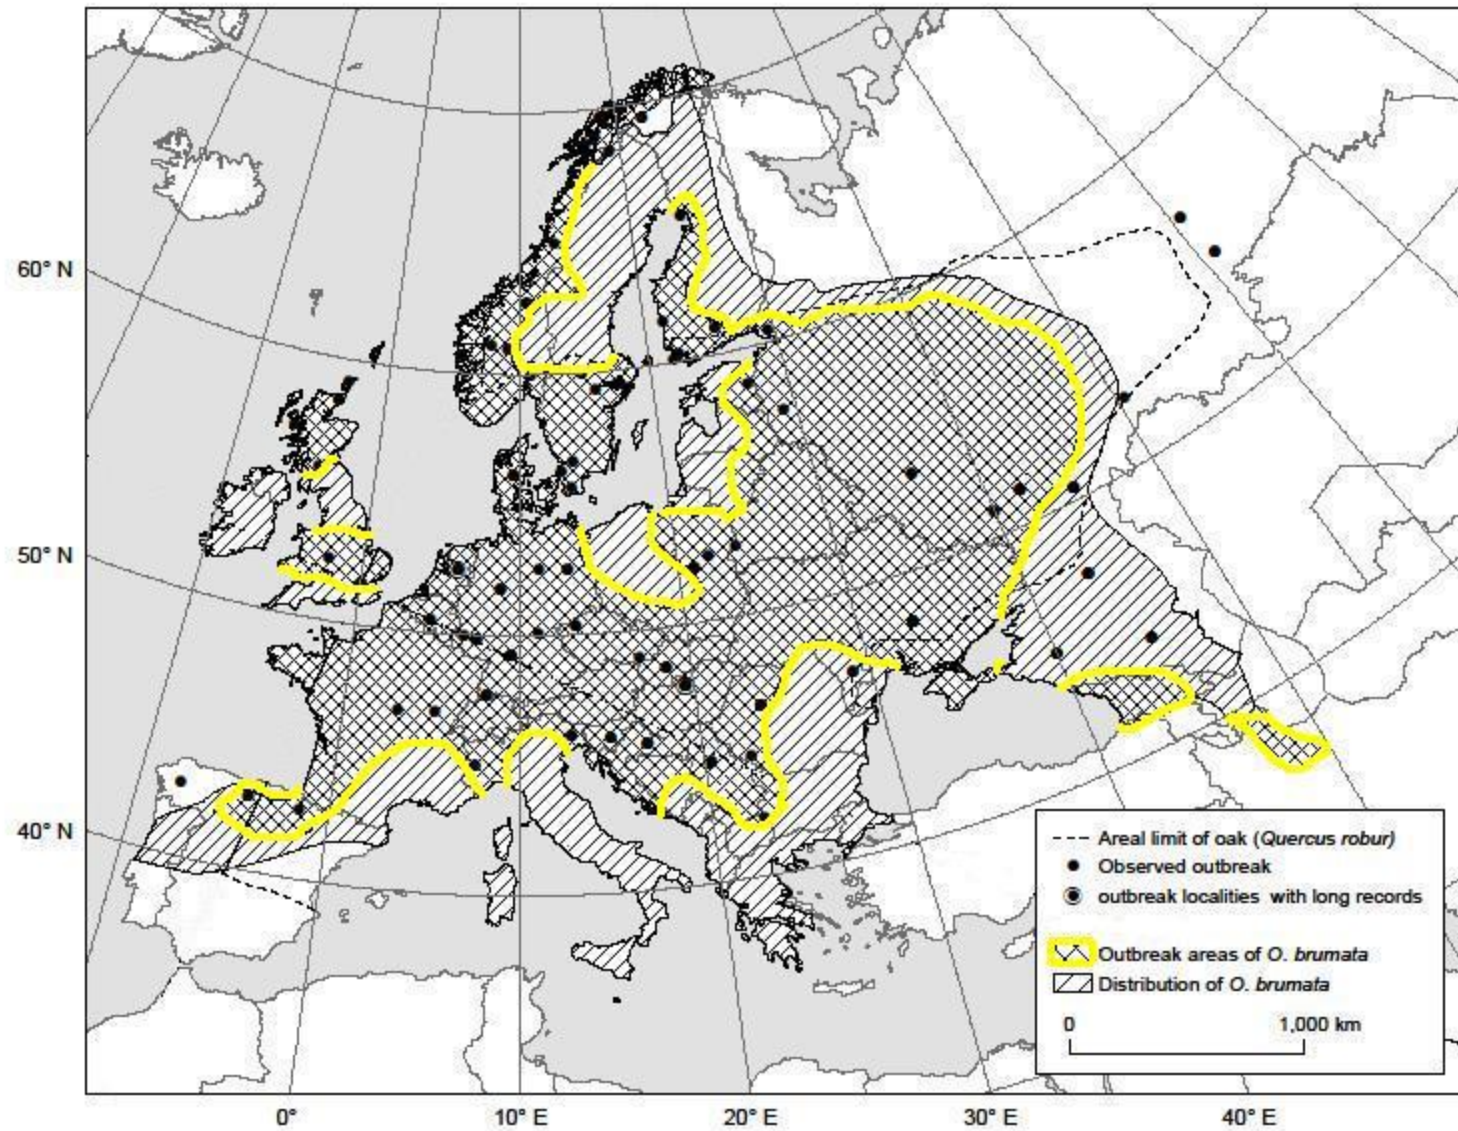 60° N
50° N
40° N
Areal limit of oak (Quercus robur)
Observed outbreak
outbreak localities with long records
Outbreak areas of O. brumata
Distribution of O. brumata
0 1,000 km
0° 10° E 20° E 30° E 40° E